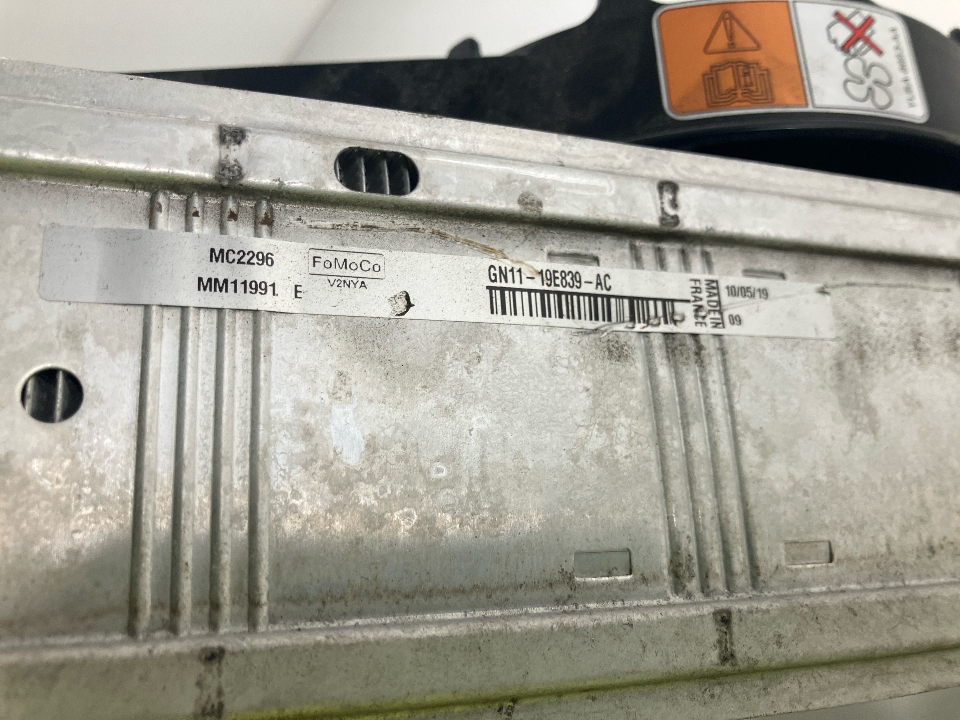 MC2296
MM11991 E
FoMoCo
V2NYA
GN11-19E839-AC
MADE IN
FRANCE
10/05/19
09